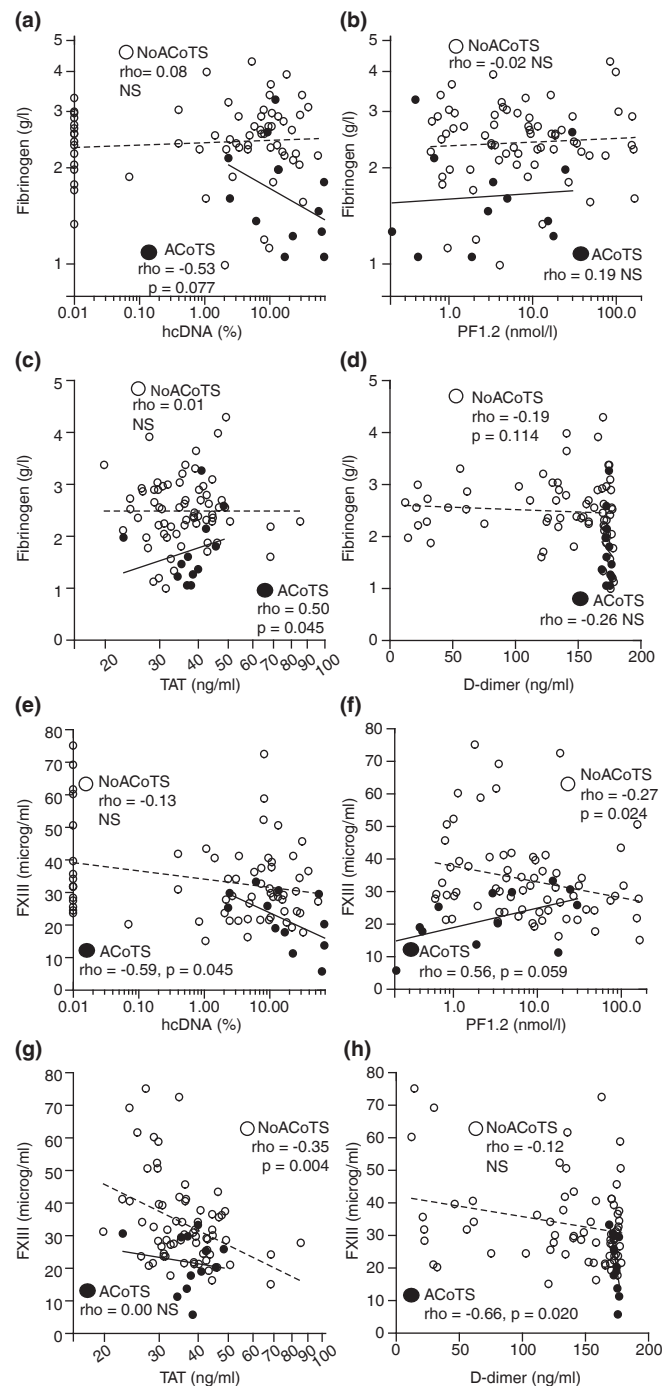 (a)
5
4
3
2
1
Fibrinogen (g/l)
NoACoTS
rho= 0.08
NS
ACoTS
rho = -0.53
p = 0.077
0.01 0.10 1.00 10.00
hcDNA (%)
(b)
5
4
3
2
1
Fibrinogen (g/l)
NoACoTS
rho = -0.02 NS
ACoTS
rho = 0.19 NS
1.0 10.0 100.0
PF1.2 (nmol/l)
(c)
5
4
3
2
1
0
Fibrinogen (g/l)
NoACoTS
rho = 0.01
NS
ACoTS
rho = 0.50
p = 0.045
20 30 40 50 60 70 80 90 100
TAT (ng/ml)
(d)
5
4
3
2
1
0
Fibrinogen (g/l)
NoACoTS
rho = -0.19
p = 0.114
ACoTS
rho = -0.26 NS
0 50 100 150 200
D-dimer (ng/ml)
(e)
80
70
60
50
40
30
20
10
0
FXIII (microg/ml)
NoACoTS
rho = -0.13
NS
ACoTS
rho = -0.59, p = 0.045
0.01 0.10 1.00 10.00
hcDNA (%)
(f)
80
70
60
50
40
30
20
10
0
FXIII (microg/ml)
NoACoTS
rho = -0.27
p = 0.024
ACoTS
rho = 0.56, p = 0.059
1.0 10.0 100.0
PF1.2 (nmol/l)
(g)
80
70
60
50
40
30
20
10
0
FXIII (microg/ml)
NoACoTS
rho = -0.35
p = 0.004
ACoTS
rho = 0.00 NS
20 30 40 50 60 70 80 90 100
TAT (ng/ml)
(h)
80
70
60
50
40
30
20
10
0
FXIII (microg/ml)
NoACoTS
rho = -0.12
NS
ACoTS
rho = -0.66, p = 0.020
0 50 100 150 200
D-dimer (ng/ml)